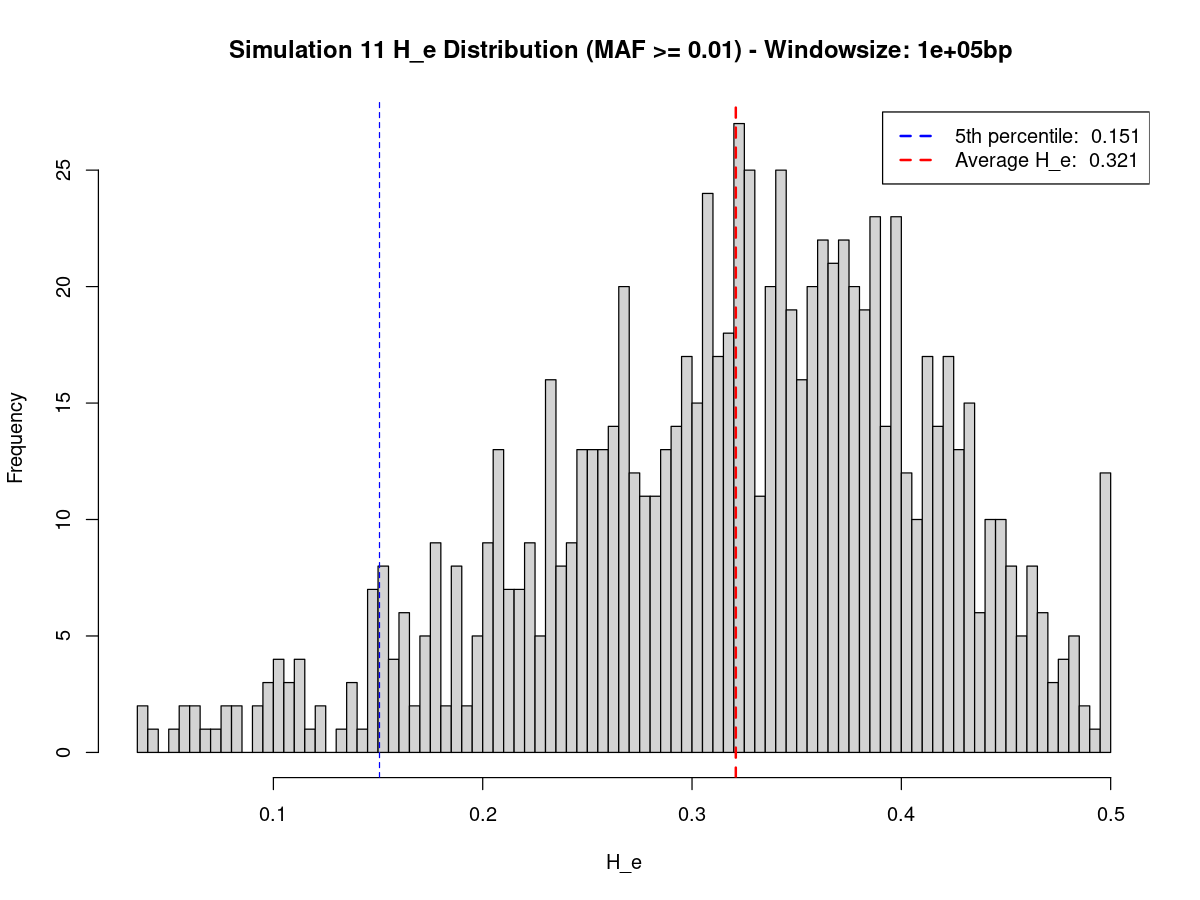 Simulation 11 H_e Distribution (MAF >= 0.01) - Windowsize: 1e+05bp
5th percentile:  0.151
Average H_e:  0.321
Frequency
25
20
15
10
5
0
0.1
0.2
0.3
0.4
0.5
H_e